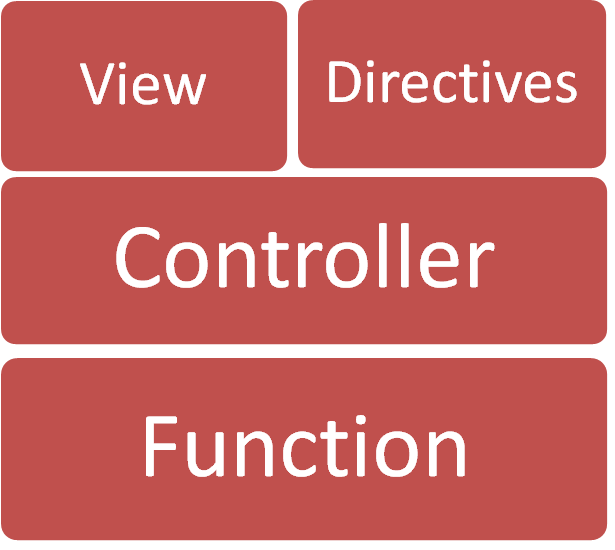 View
Directives
Controller
Function